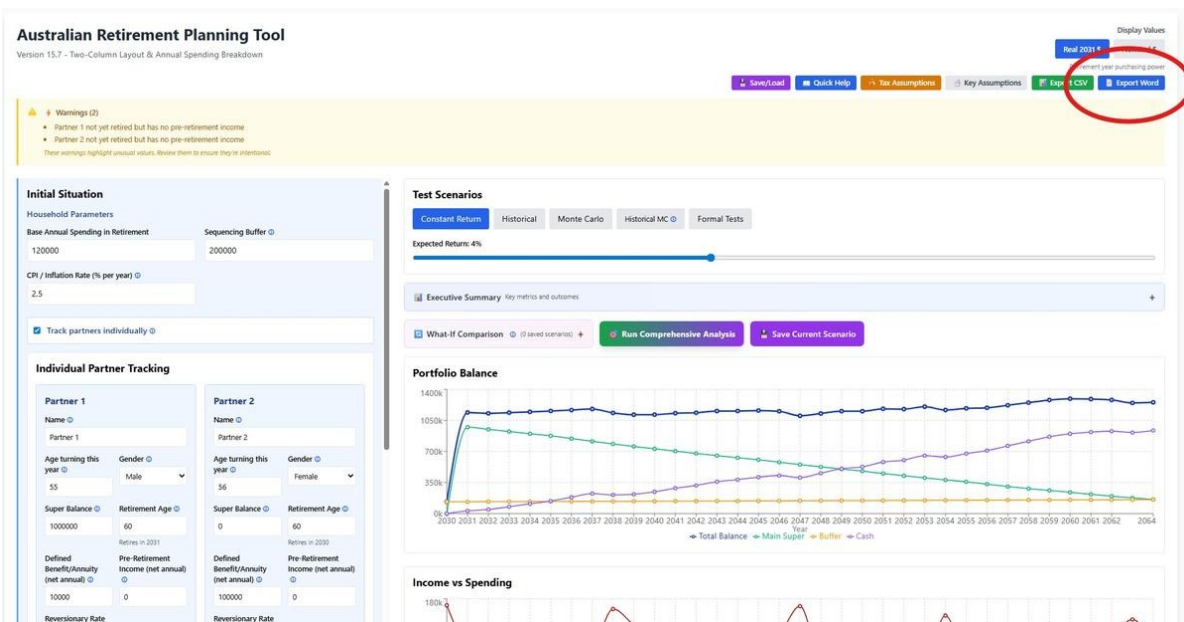 Australian Retirement Planning Tool
Version 15.7 - Two-Column Layout & Annual Spending Breakdown
Display Values
Real 2031 $
purchasing power
Save/Load
Quick Help
Tax Assumptions
Key Assumptions
Export CSV
Export Word
Warnings (2)
Partner 1 not yet retired but has no pre-retirement income
Partner 2 not yet retired but has no pre-retirement income
These warnings highlight unusual values. Review them to ensure they're intentional.
Initial Situation
Household Parameters
Base Annual Spending in Retirement
Sequencing Buffer
120000
200000
CPI / Inflation Rate (% per year)
2.5
Track partners individually
Individual Partner Tracking
Partner 1
Name
Partner 1
Age turning this year
Gender
55
Male
Super Balance
Retirement Age
1000000
60
Retires in 2031
Defined Benefit/Annuity (net annual)
Pre-Retirement Income (net annual)
10000
0
Reversionary Rate
Partner 2
Name
Partner 2
Age turning this year
Gender
56
Female
Super Balance
Retirement Age
0
60
Retires in 2030
Defined Benefit/Annuity (net annual)
Pre-Retirement Income (net annual)
100000
0
Reversionary Rate
Test Scenarios
Constant Return
Historical
Monte Carlo
Historical MC
Formal Tests
Expected Return: 4%
Executive Summary Key metrics and outcomes +
What-If Comparison (0 saved scenarios) +
Run Comprehensive Analysis
Save Current Scenario
Portfolio Balance
1400k
1050k
700k
350k
0k
2030 2031 2032 2033 2034 2035 2036 2037 2038 2039 2040 2041 2042 2043 2044 2045 2046 2047 2048 2049 2050 2051 2052 2053 2054 2055 2056 2057 2058 2059 2060 2061 2062 2064
Year
Total Balance Main Super Buffer Cash
Income vs Spending
180k